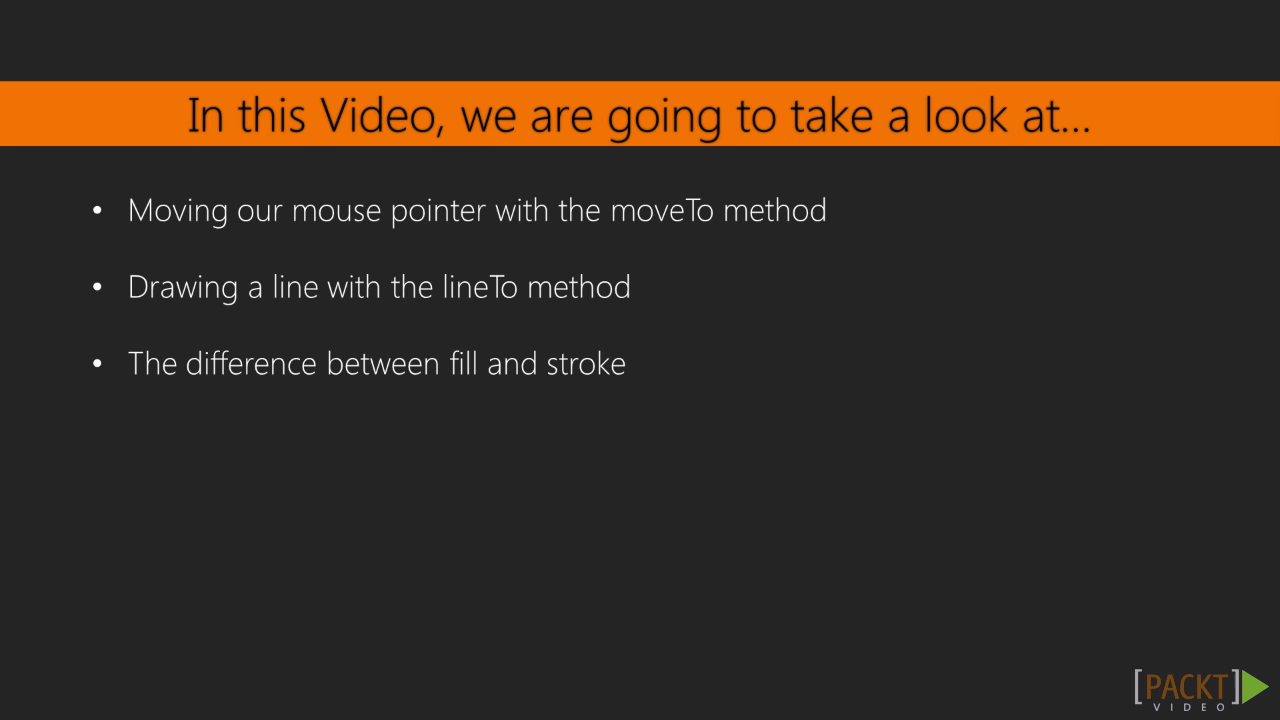 In this Video, we are going to take a look at...
• Moving our mouse pointer with the moveTo method
• Drawing a line with the lineTo method
• The difference between fill and stroke
[PACKT]
VIDEO